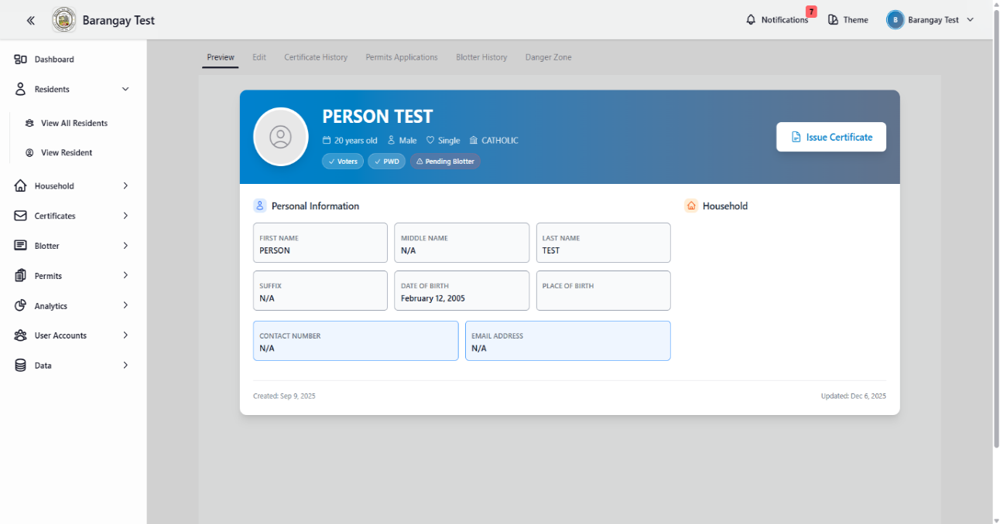 Barangay Test
Notifications
7
Theme
B
Barangay Test
Dashboard
Residents
View All Residents
View Resident
Household
Certificates
Blotter
Permits
Analytics
User Accounts
Data
Preview
Edit
Certificate History
Permits Applications
Blotter History
Danger Zone
PERSON TEST
20 years old
Male
Single
CATHOLIC
Voters
PWD
Pending Blotter
Issue Certificate
Personal Information
FIRST NAME
PERSON
MIDDLE NAME
N/A
LAST NAME
TEST
SUFFIX
N/A
DATE OF BIRTH
February 12, 2005
PLACE OF BIRTH
CONTACT NUMBER
N/A
EMAIL ADDRESS
N/A
Household
Created: Sep 9, 2025
Updated: Dec 6, 2025